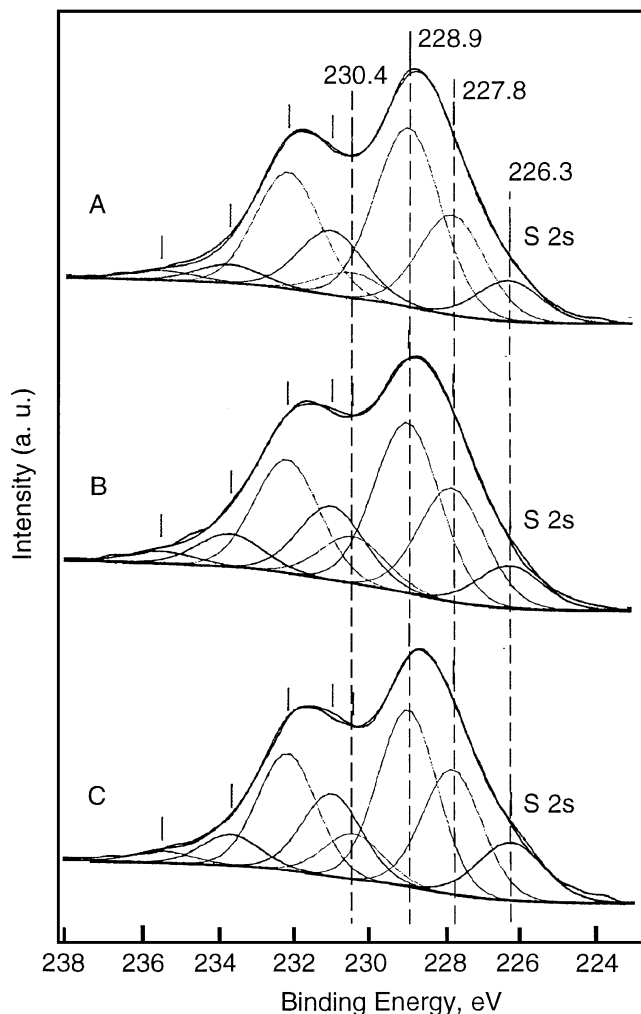 228.9
230.4
227.8
226.3
A
S 2s
B
S 2s
C
S 2s
Intensity (a. u.)
238 236 234 232 230 228 226 224
Binding Energy, eV